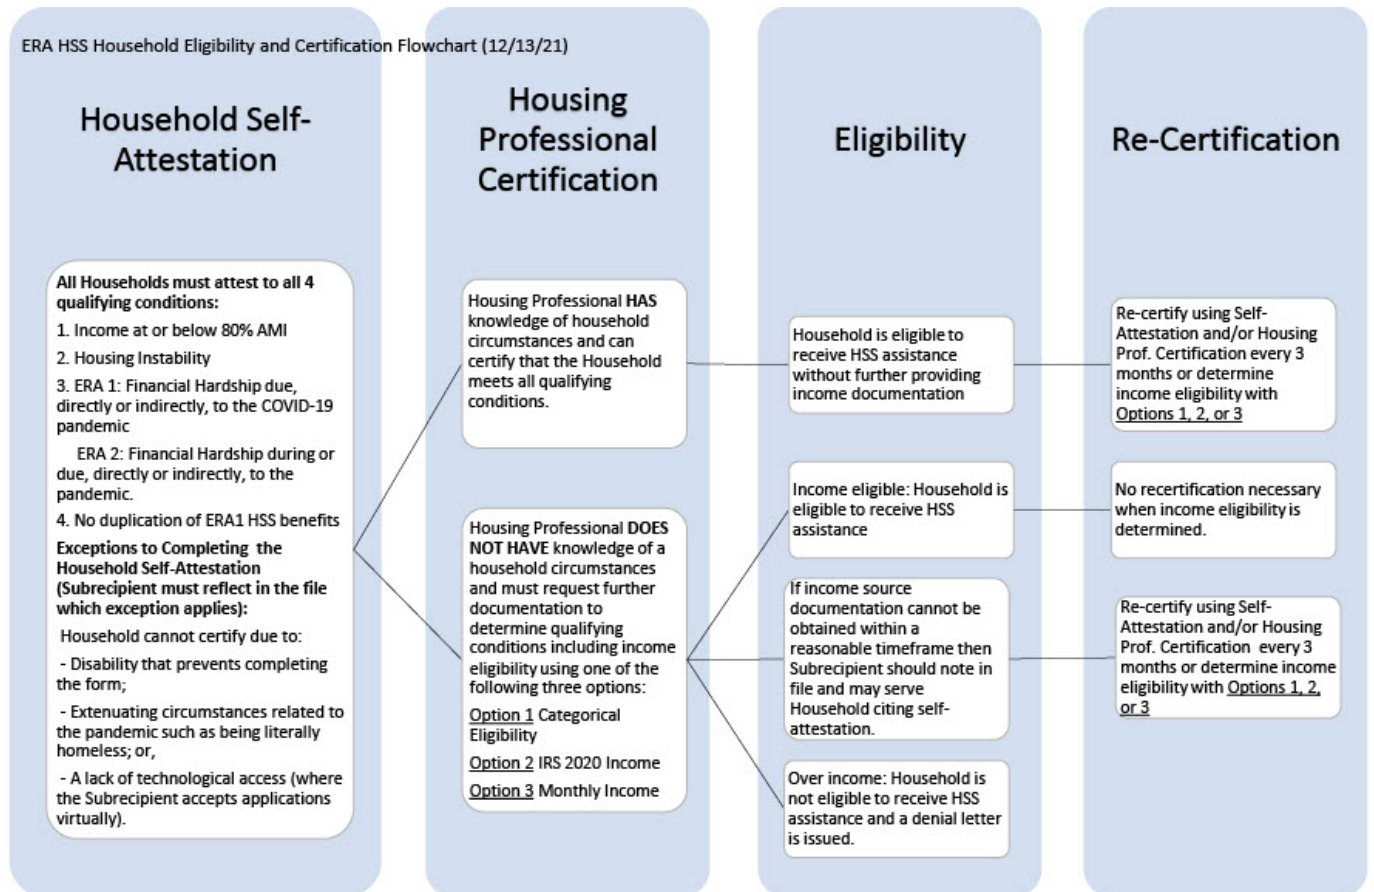 ERA HSS Household Eligibility and Certification Flowchart (12/13/21)
Household Self-
Attestation
All Households must attest to all 4
qualifying conditions:
1. Income at or below 80% AMI
2. Housing Instability
3. ERA 1: Financial Hardship due,
directly or indirectly, to the COVID-19
pandemic
ERA 2: Financial Hardship during or
due, directly or indirectly, to the
pandemic.
4. No duplication of ERA1 HSS benefits
Exceptions to Completing the
Household Self-Attestation
(Subrecipient must reflect in the file
which exception applies):
Household cannot certify due to:
- Disability that prevents completing
the form;
- Extenuating circumstances related to
the pandemic such as being literally
homeless; or,
- A lack of technological access (where
the Subrecipient accepts applications
virtually).
Housing
Professional
Certification
Housing Professional HAS
knowledge of household
circumstances and can
certify that the Household
meets all qualifying
conditions.
Housing Professional DOES
NOT HAVE knowledge of a
household circumstances
and must request further
documentation to
determine qualifying
conditions including income
eligibility using one of the
following three options:
Option 1 Categorical
Eligibility
Option 2 IRS 2020 Income
Option 3 Monthly Income
Eligibility
Household is eligible to
receive HSS assistance
without further providing
income documentation
Income eligible: Household is
eligible to receive HSS
assistance
If income source
documentation cannot be
obtained within a
reasonable timeframe then
Subrecipient should note in
file and may serve
Household citing self-
attestation.
Over income: Household is
not eligible to receive HSS
assistance and a denial letter
is issued.
Re-Certification
Re-certify using Self-
Attestation and/or Housing
Prof. Certification every 3
months or determine
income eligibility with
Options 1, 2, or 3
No recertification necessary
when income eligibility is
determined.
Re-certify using Self-
Attestation and/or Housing
Prof. Certification every 3
months or determine income
eligibility with Options 1, 2,
or 3